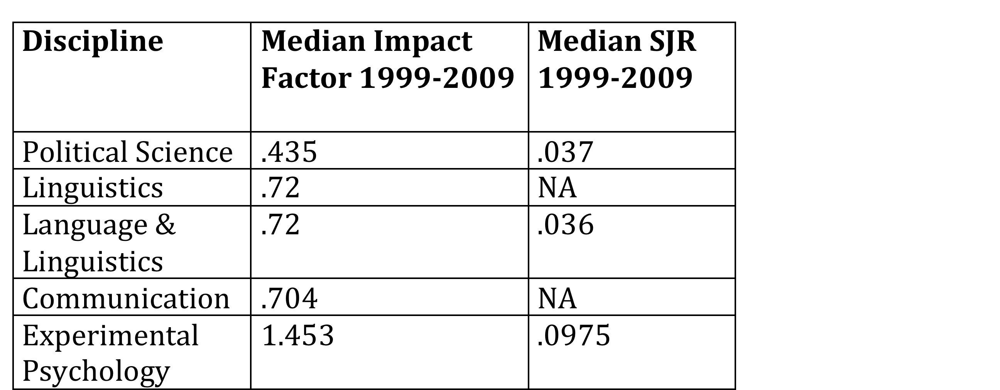 Discipline
Median Impact
Factor 1999-2009
Median SJR
1999-2009
Political Science
.435
.037
Linguistics
.72
NA
Language &
Linguistics
.72
.036
Communication
.704
NA
Experimental
Psychology
1.453
.0975